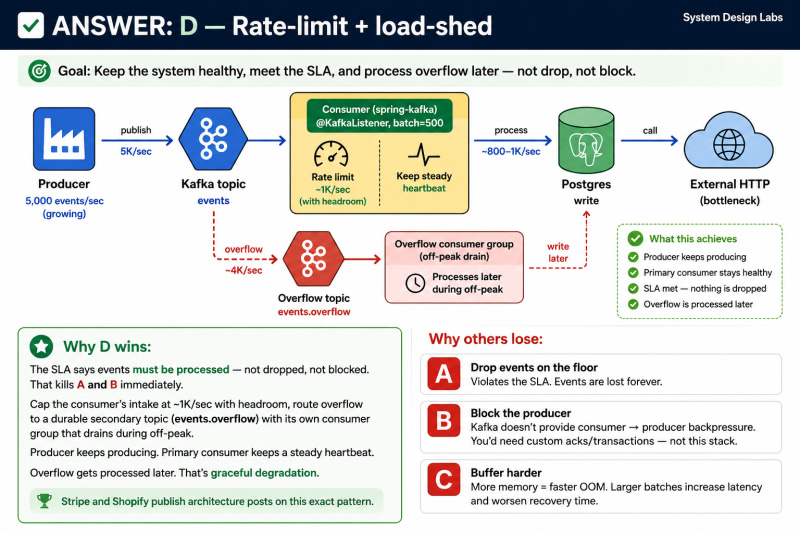 ANSWER: D — Rate-limit + load-shed
System Design Labs
Goal: Keep the system healthy, meet the SLA, and process overflow later — not drop, not block.
Producer
5,000 events/sec
(growing)
publish
5K/sec
Kafka topic
events
Consumer (spring-kafka)
@KafkaListener, batch=500
Rate limit
~1K/sec
(with headroom)
Keep steady
heartbeat
process
~800–1K/sec
Postgres
write
call
External HTTP
(bottleneck)
overflow
~4K/sec
Overflow topic
events.overflow
Overflow consumer group
(off-peak drain)
Processes later
during off-peak
write
later
What this achieves
Producer keeps producing
Primary consumer stays healthy
SLA met — nothing is dropped
Overflow is processed later
Why D wins:
The SLA says events must be processed — not dropped, not blocked.
That kills A and B immediately.
Cap the consumer's intake at ~1K/sec with headroom, route overflow
to a durable secondary topic (events.overflow) with its own consumer
group that drains during off-peak.
Producer keeps producing. Primary consumer keeps a steady heartbeat.
Overflow gets processed later. That's graceful degradation.
Stripe and Shopify publish architecture posts on this exact pattern.
Why others lose:
A
Drop events on the floor
Violates the SLA. Events are lost forever.
B
Block the producer
Kafka doesn't provide consumer → producer backpressure.
You'd need custom acks/transactions — not this stack.
C
Buffer harder
More memory = faster OOM. Larger batches increase latency
and worsen recovery time.